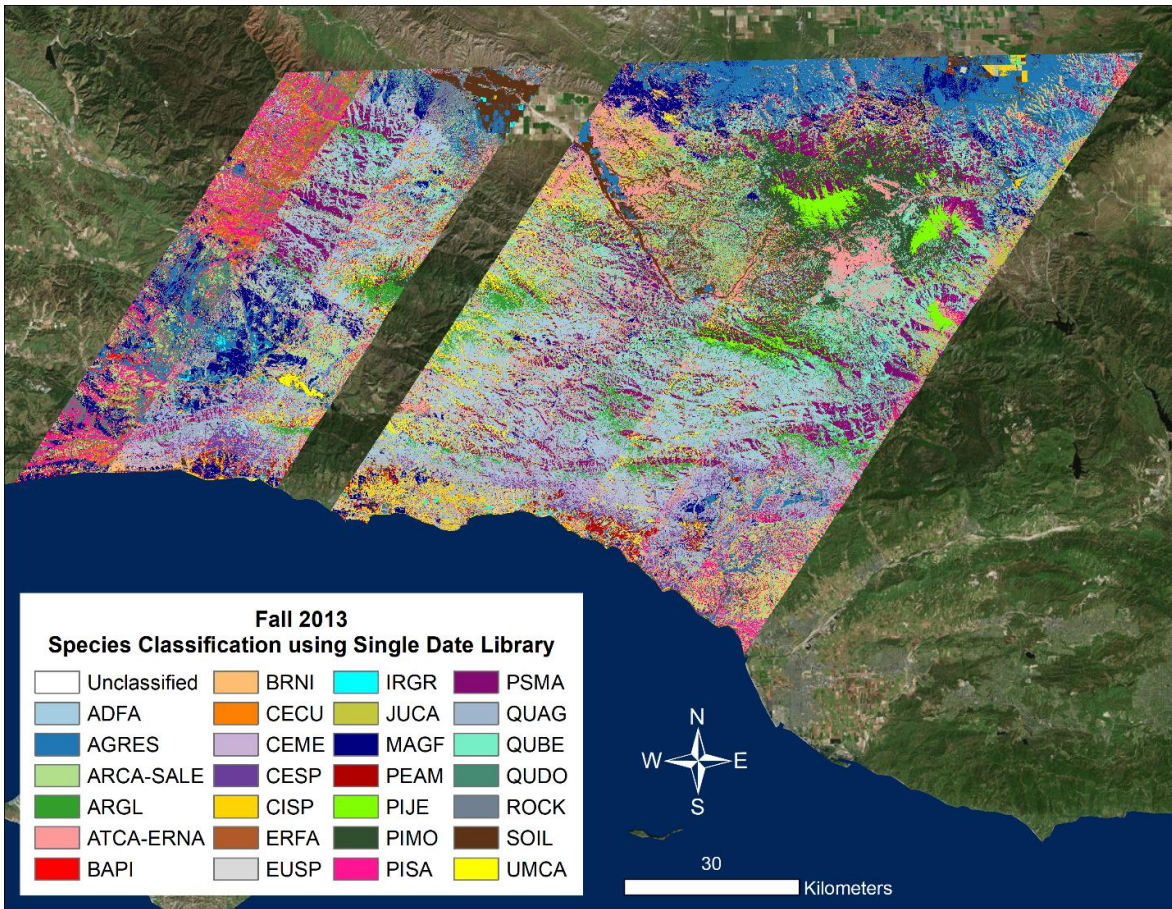 Fall 2013
Species Classification using Single Date Library
Unclassified BRNI IRGR PSMA
ADFA CECU JUCA QUAG
AGRES CEME MAGF QUBE
ARCA-SALE CESP PEAM QUDO
ARGL CISP PIJE ROCK
ATCA-ERNA ERFA PIMO SOIL
BAPI EUSP PISA UMCA
N
W E
S
30
Kilometers